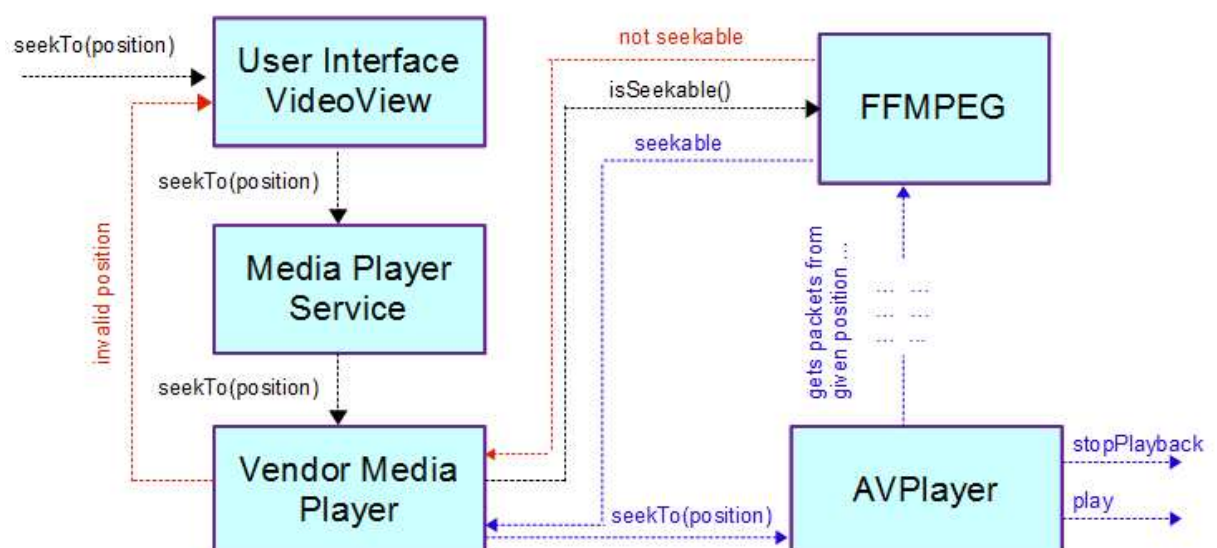 seekTo(position)
User Interface
VideoView
not seekable
isSeekable()
FFMPEG
seekable
seekTo(position)
invalid position
Media Player
Service
gets packets from
given position ...
... ...
... ...
... ...
seekTo(position)
Vendor Media
Player
seekTo(position)
AVPlayer
stopPlayback
play